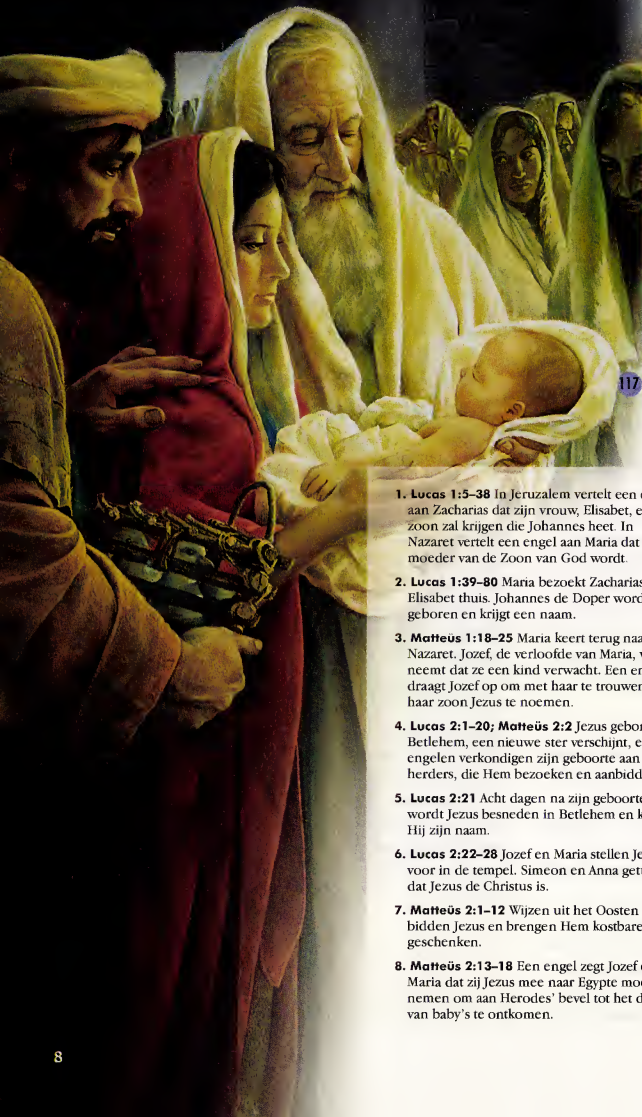 117
1. Lucas 1:5–38 In Jeruzalem vertelt een
aan Zacharias dat zijn vrouw, Elisabet,
zoon zal krijgen die Johannes heet. In
Nazaret vertelt een engel aan Maria dat
moeder van de Zoon van God wordt.
2. Lucas 1:39–80 Maria bezoekt Zacharias
Elisabet thuis. Johannes de Doper word
geboren en krijgt een naam.
3. Matteüs 1:18–25 Maria keert terug naa
Nazaret. Jozef, de verloofde van Maria,
neemt dat ze een kind verwacht. Een en
draagt Jozef op om met haar te trouwen
haar zoon Jezus te noemen.
4. Lucas 2:1–20; Matteüs 2:2 Jezus gebor
Betlehem, een nieuwe ster verschijnt, e
engelen verkondigen zijn geboorte aan
herders, die Hem bezoeken en aanbidd
5. Lucas 2:21 Acht dagen na zijn geboorte
wordt Jezus besneden in Betlehem en k
Hij zijn naam.
6. Lucas 2:22–28 Jozef en Maria stellen Je
voor in de tempel. Simeon en Anna get
dat Jezus de Christus is.
7. Matteüs 2:1–12 Wijzen uit het Oosten
bidden Jezus en brengen Hem kostbare
geschenken.
8. Matteüs 2:13–18 Een engel zegt Jozef
Maria dat zij Jezus mee naar Egypte moe
nemen om aan Herodes' bevel tot het d
van baby's te ontkomen.
8